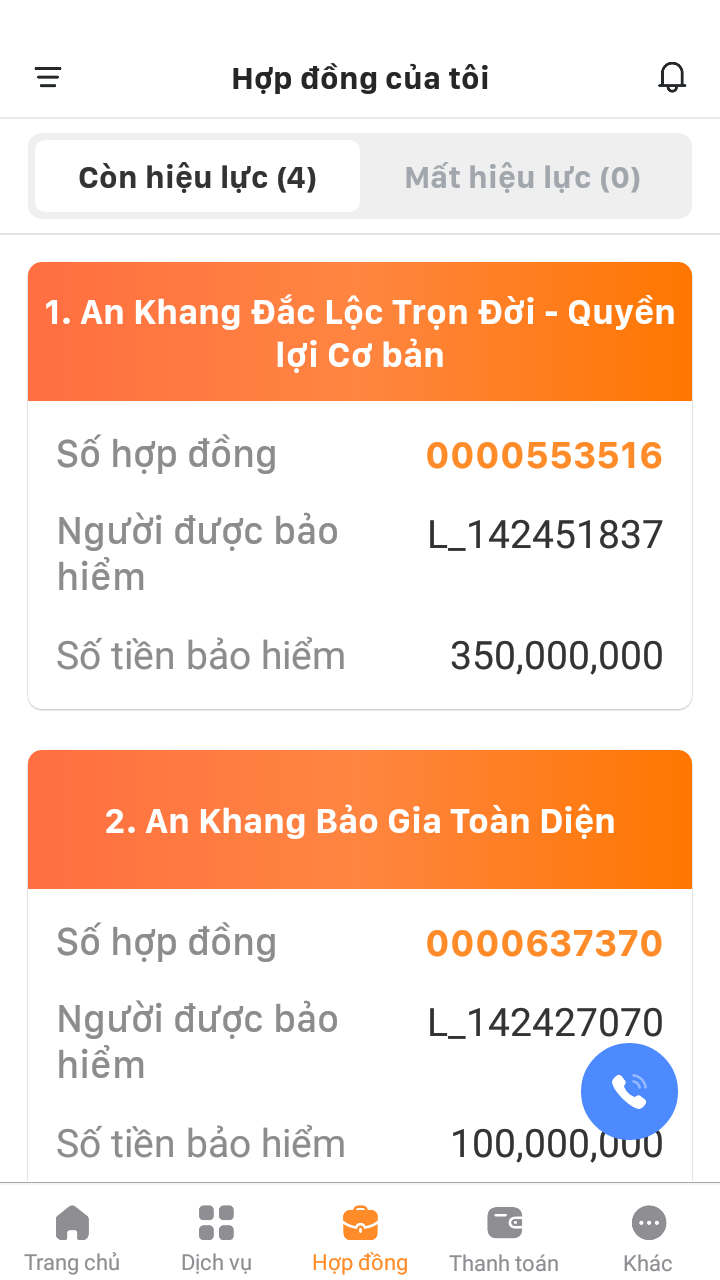 Hợp đồng của tôi
Còn hiệu lực (4)
Mất hiệu lực (0)
1. An Khang Đắc Lộc Trọn Đời - Quyền
lợi Cơ bản
Số hợp đồng
0000553516
Người được bảo
hiểm
L_142451837
Số tiền bảo hiểm
350,000,000
2. An Khang Bảo Gia Toàn Diện
Số hợp đồng
0000637370
Người được bảo
hiểm
L_142427070
Số tiền bảo hiểm
100,000,000
Trang chủ
Dịch vụ
Hợp đồng
Thanh toán
Khác